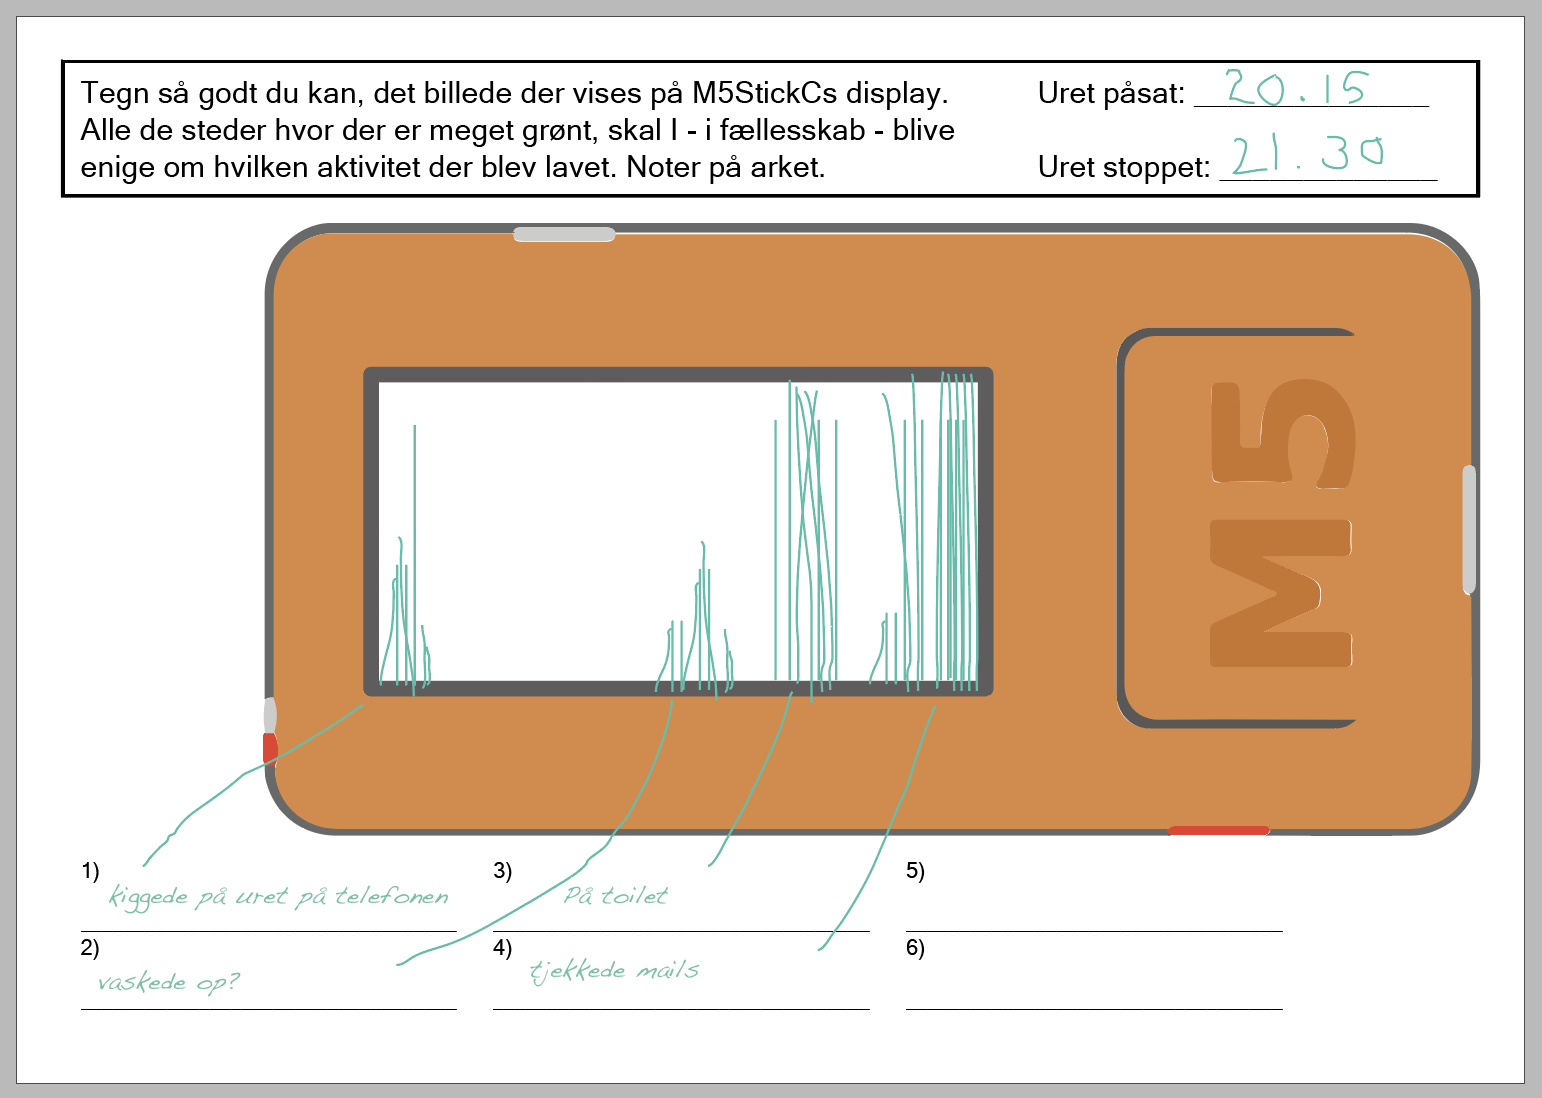 Tegn så godt du kan, det billede der vises på M5StickCs display.
Alle de steder hvor der er meget grønt, skal I - i fællesskab - blive
enige om hvilken aktivitet der blev lavet. Noter på arket.
Uret påsat: 20.15
Uret stoppet: 21.30
M5
1)
kiggede på uret på telefonen
2)
vaskede op?
3)
På toilet
4)
tjekkede mails
5)
6)